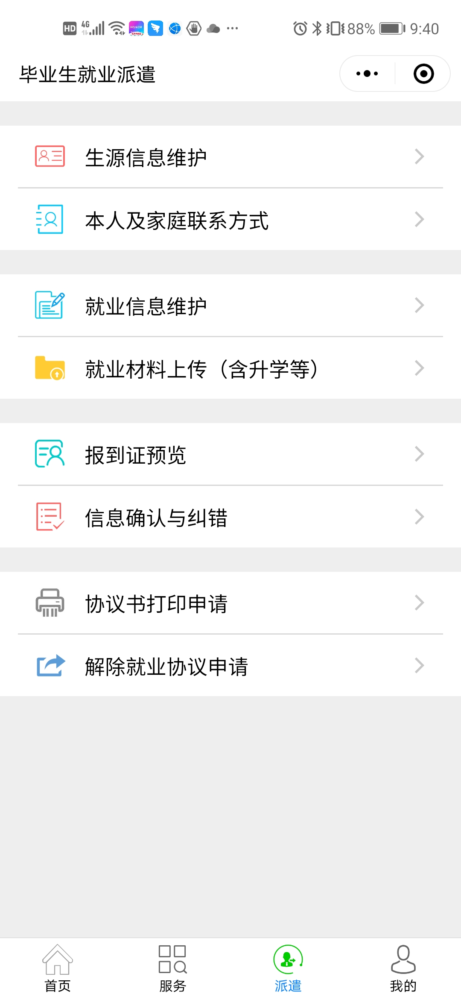 HD 4G HONOR 88% 9:40
毕业生就业派遣
生源信息维护
本人及家庭联系方式
就业信息维护
就业材料上传（含升学等）
报到证预览
信息确认与纠错
协议书打印申请
解除就业协议申请
首页 服务 派遣 我的